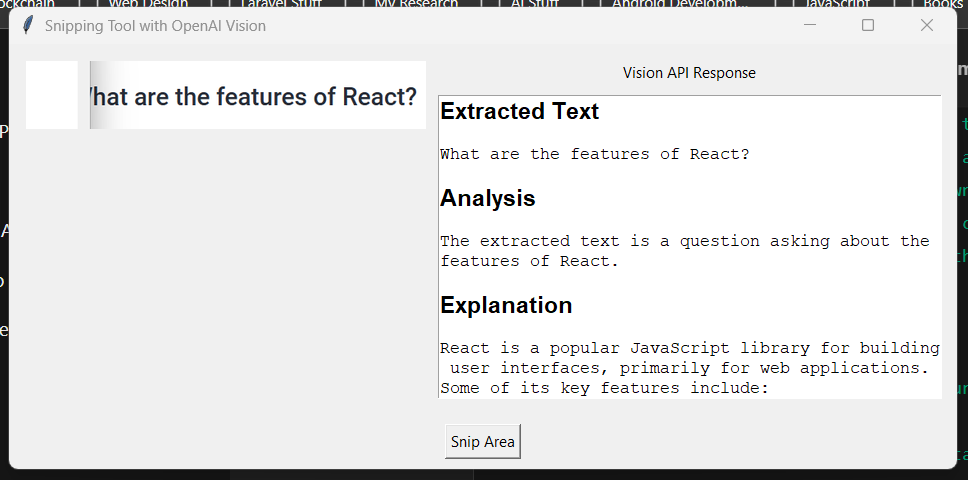 ockchain
Web Design
Laravel Stuff
My Research
AI Stuff
Android Developm...
JavaScript
Books
Snipping Tool with OpenAI Vision
What are the features of React?
Vision API Response
Extracted Text
What are the features of React?
Analysis
The extracted text is a question asking about the
features of React.
Explanation
React is a popular JavaScript library for building
user interfaces, primarily for web applications.
Some of its key features include:
Snip Area